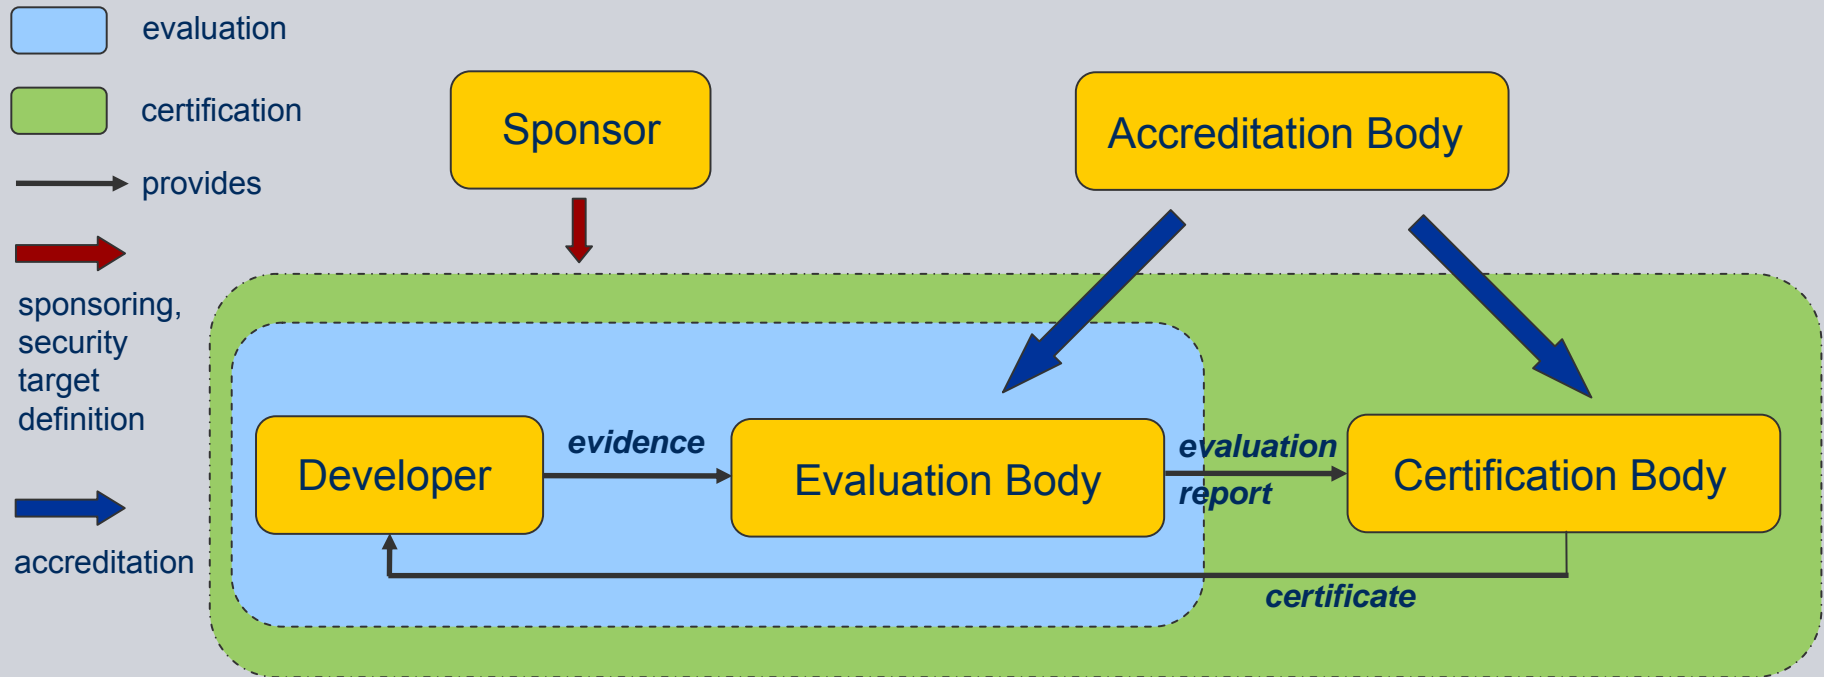 evaluation
certification
provides
sponsoring,
security
target
definition
accreditation
Sponsor
Accreditation Body
Developer
evidence
Evaluation Body
evaluation
report
Certification Body
certificate